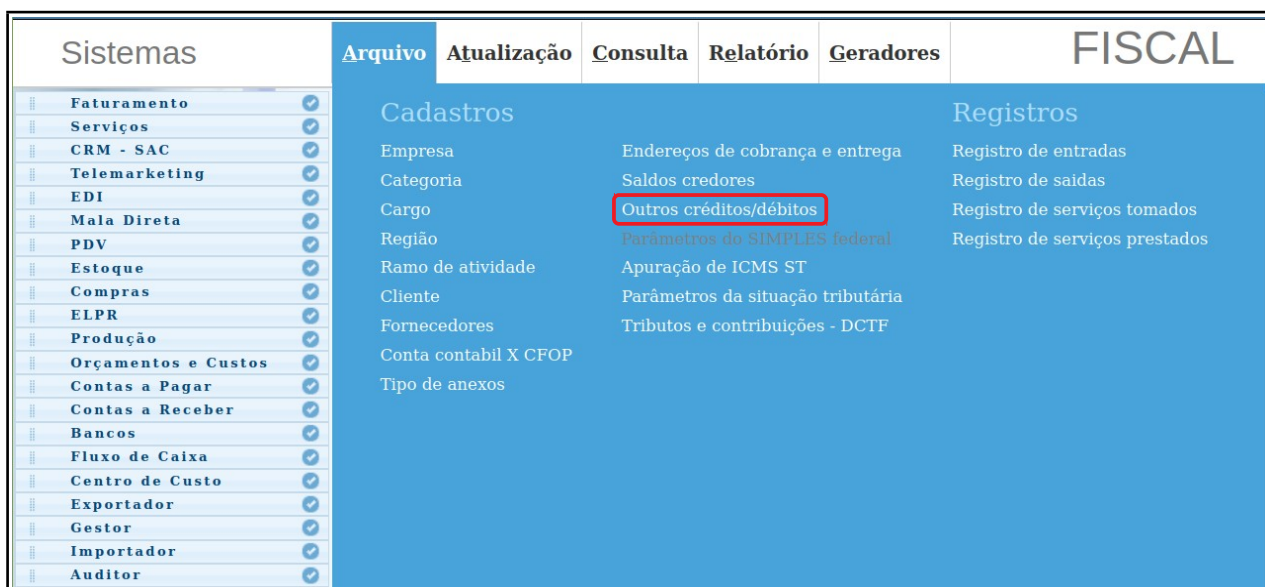 Sistemas
Arquivo Atualização Consulta Relatório Geradores
FISCAL
Faturamento
Serviços
CRM - SAC
Telemarketing
EDI
Mala Direta
PDV
Estoque
Compras
ELPR
Produção
Orçamentos e Custos
Contas a Pagar
Contas a Receber
Bancos
Fluxo de Caixa
Centro de Custo
Exportador
Gestor
Importador
Auditor
Cadastros
Empresa
Categoria
Cargo
Região
Ramo de atividade
Cliente
Fornecedores
Conta contabil X CFOP
Tipo de anexos
Endereços de cobrança e entrega
Saldos credores
Outros créditos/débitos
Parâmetros do SIMPLES federal
Apuração de ICMS ST
Parâmetros da situação tributária
Tributos e contribuições - DCTF
Registros
Registro de entradas
Registro de saidas
Registro de serviços tomados
Registro de serviços prestados